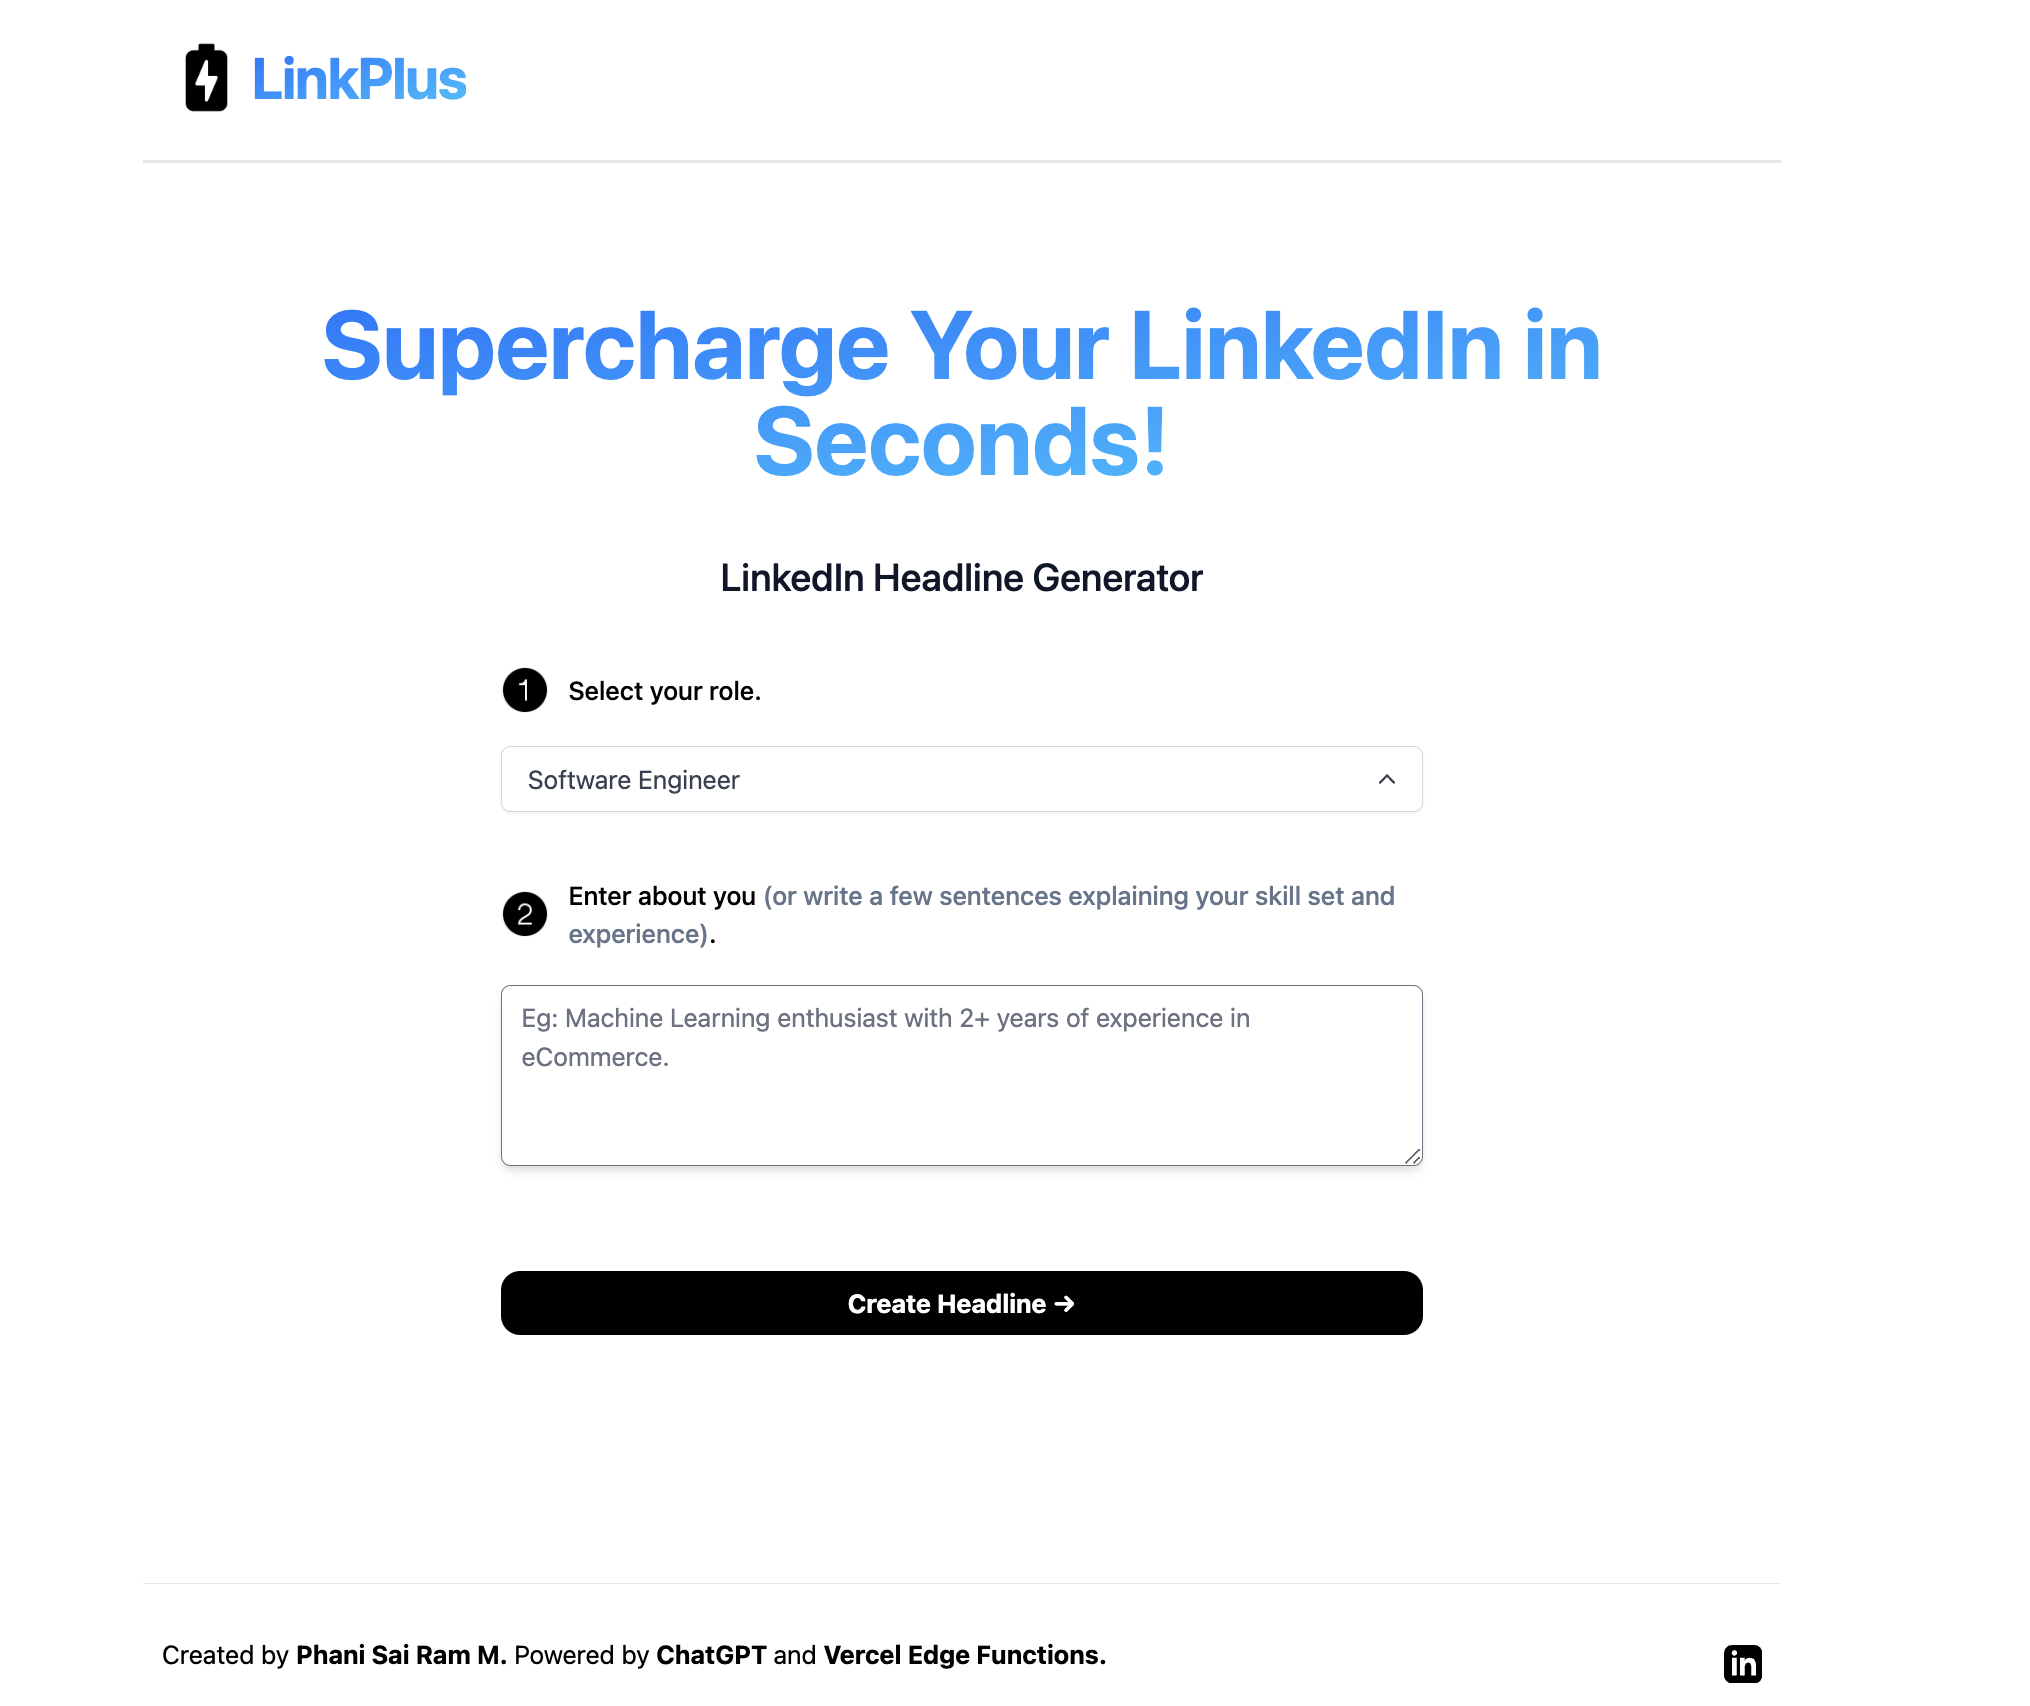 LinkPlus
Supercharge Your LinkedIn in
Seconds!
LinkedIn Headline Generator
1 Select your role.
Software Engineer
2 Enter about you (or write a few sentences explaining your skill set and
experience).
Eg: Machine Learning enthusiast with 2+ years of experience in
eCommerce.
Create Headline →
Created by Phani Sai Ram M. Powered by ChatGPT and Vercel Edge Functions.
in